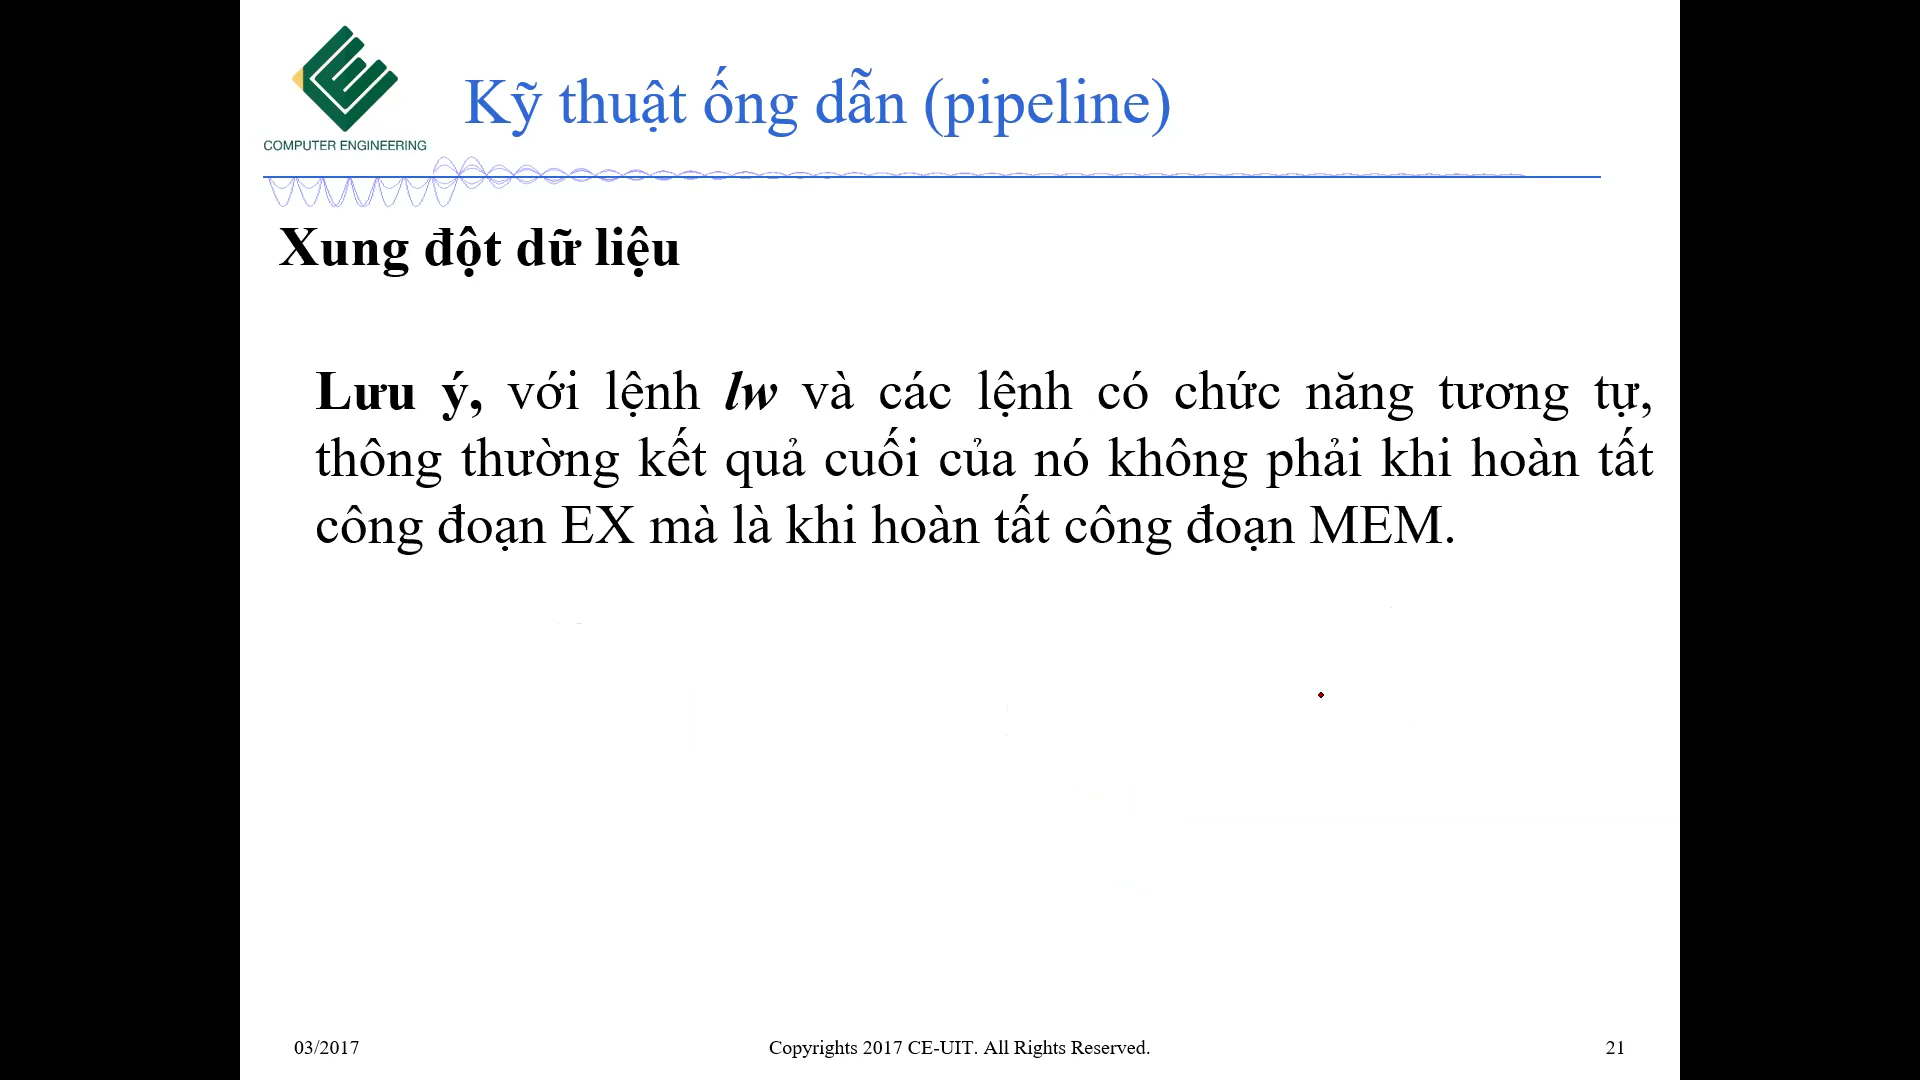 COMPUTER ENGINEERING
Kỹ thuật ống dẫn (pipeline)
Xung đột dữ liệu
Lưu ý, với lệnh lw và các lệnh có chức năng tương tự,
thông thường kết quả cuối của nó không phải khi hoàn tất
công đoạn EX mà là khi hoàn tất công đoạn MEM.
03/2017
Copyrights 2017 CE-UIT. All Rights Reserved.
21